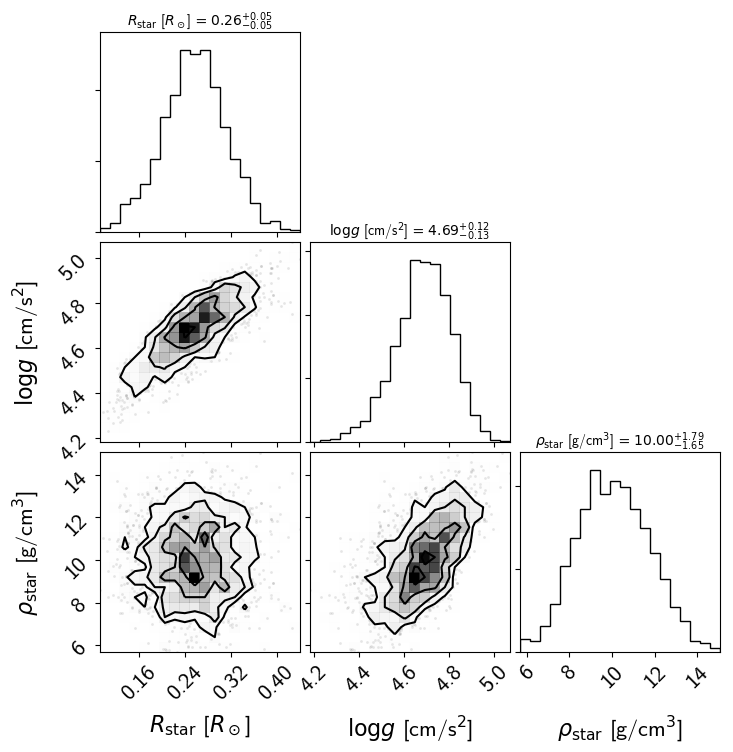 R_star [R_⊙] = 0.26^{+0.05}_{-0.05}
logg [cm/s²] = 4.69^{+0.12}_{-0.13}
5.0
4.8
4.6
4.4
4.2
logg [cm/s²]
ρ_star [g/cm³] = 10.00^{+1.79}_{-1.65}
14
12
10
8
6
ρ_star [g/cm³]
0.16 0.24 0.32 0.40 4.2 4.4 4.6 4.8 5.0 6 8 10 12 14
R_star [R_⊙] logg [cm/s²] ρ_star [g/cm³]